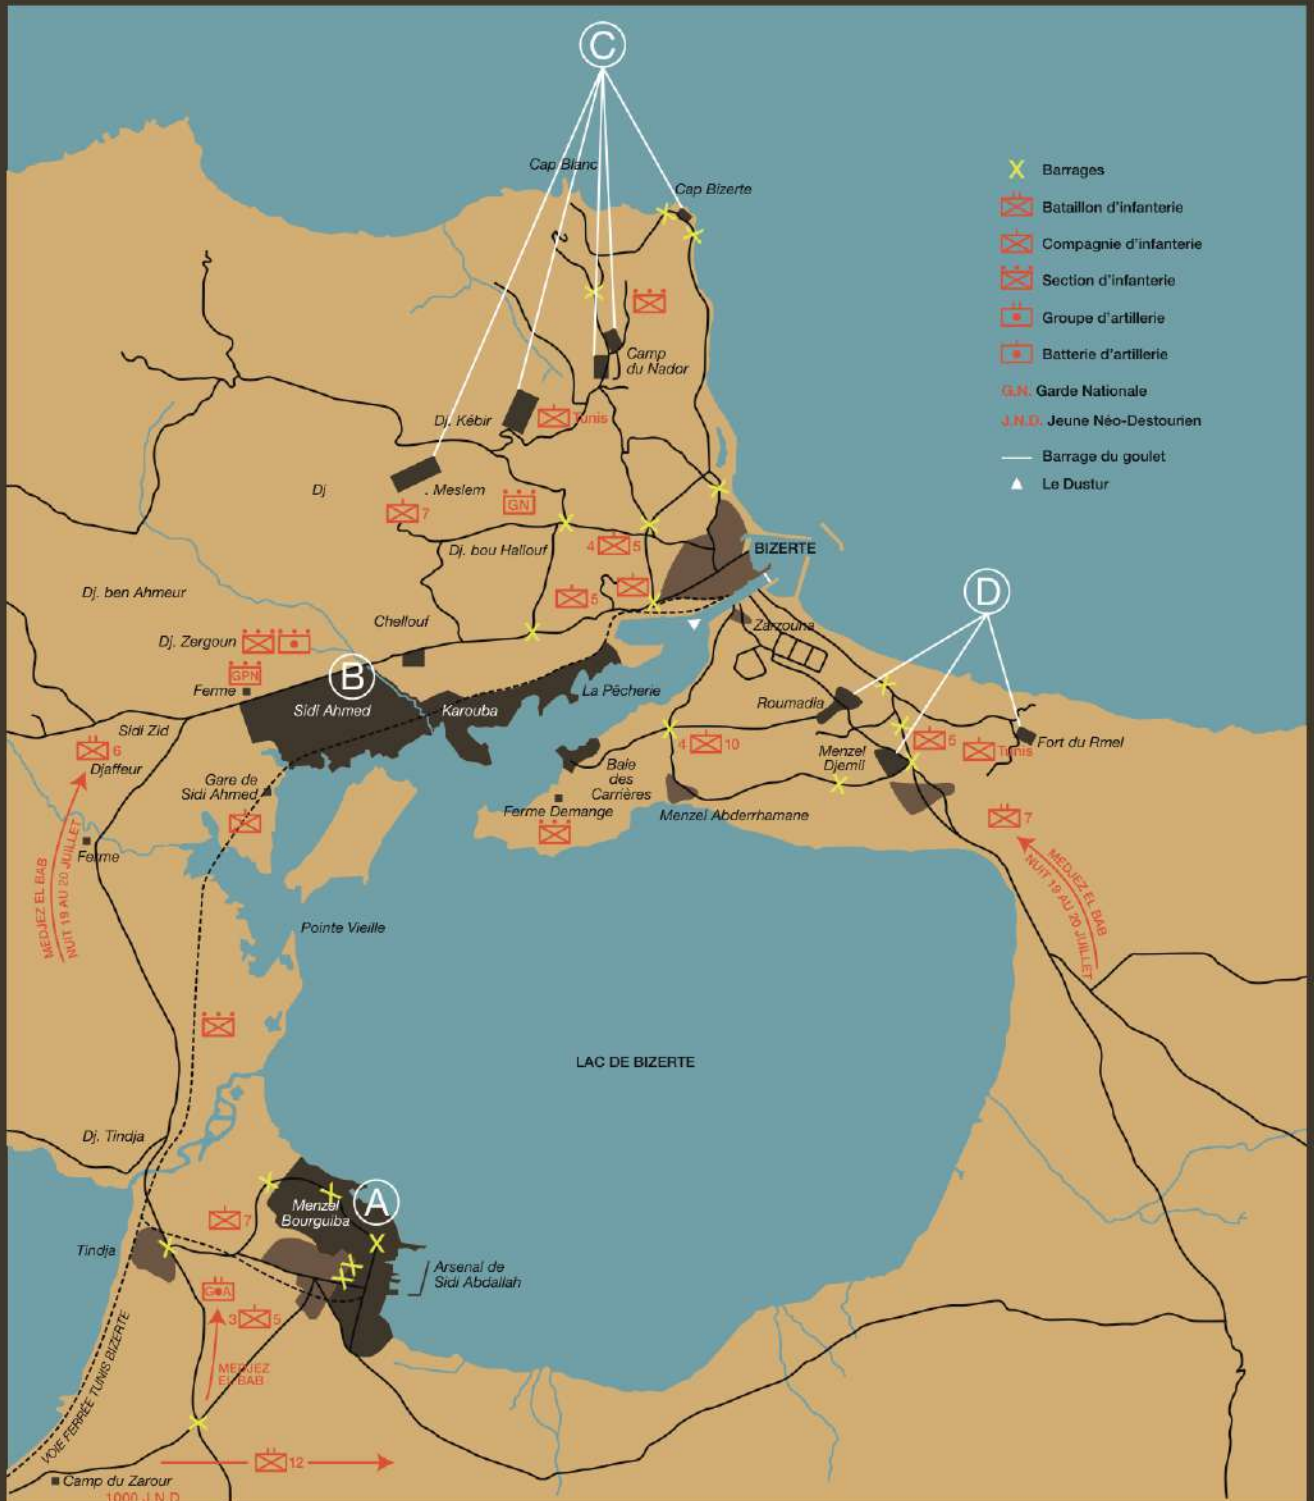 C
Cap Blanc
Cap Bizerte
Barrages
Bataillon d'infanterie
Compagnie d'infanterie
Section d'infanterie
Groupe d'artillerie
Batterie d'artillerie
G.N. Garde Nationale
J.N.D. Jeune Néo-Destourien
Barrage du goulet
Le Dustur
Camp
du Nador
Dj. Kébir
Tunis
Dj
. Meslem
GN
7
4
5
Dj. bou Hallouf
BIZERTE
Dj. ben Ahmeur
5
D
Chellouf
Zarzouna
Dj. Zergoun
GPN
B
Ferme
Sidi Ahmed
Karouba
La Pêcherie
Roumadia
Sidi Zid
6
Djaffeur
4
10
Menzel
Djemil
5
Tunis
Fort du Rmel
Gare de
Sidi Ahmed
Baie
des
Carrières
Ferme Demange
Menzel Abderrhamane
7
Ferme
MEDJEZ EL BAB
NUIT 19 AU 20 JUILLET
MEDJEZ EL BAB
NUIT 19 AU 20 JUILLET
Pointe Vieille
LAC DE BIZERTE
Dj. Tindja
Menzel
Bourguiba
A
7
Tindja
Arsenal de
Sidi Abdallah
G A
3
5
MEDJEZ
EL BAB
VOIE FERRÉE TUNIS BIZERTE
12
Camp du Zarour
1000 J.N.D.